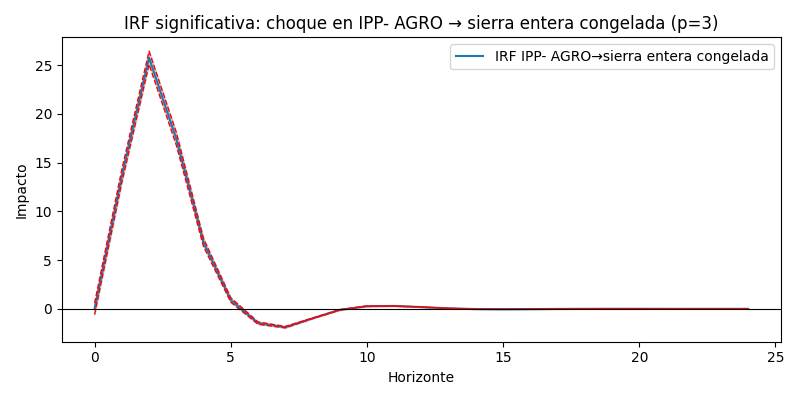 IRF significativa: choque en IPP- AGRO → sierra entera congelada (p=3)
IRF IPP- AGRO→sierra entera congelada
Impacto
25
20
15
10
5
0
0 5 10 15 20 25
Horizonte